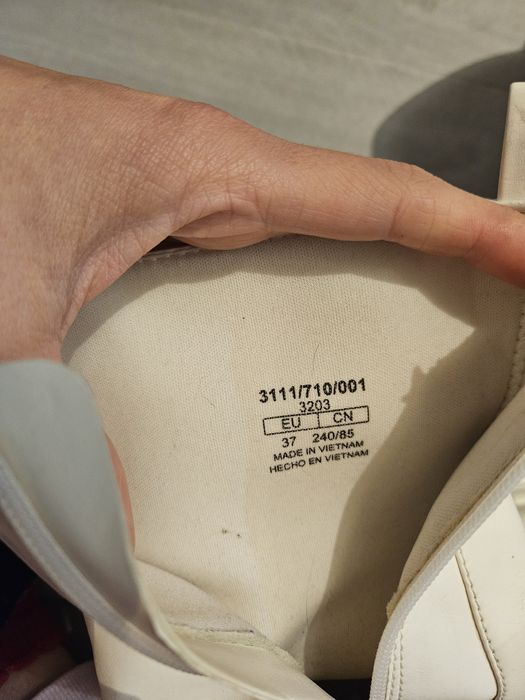 3111/710/001
3203
EU CN
37 240/85
MADE IN VIETNAM
HECHO EN VIETNAM